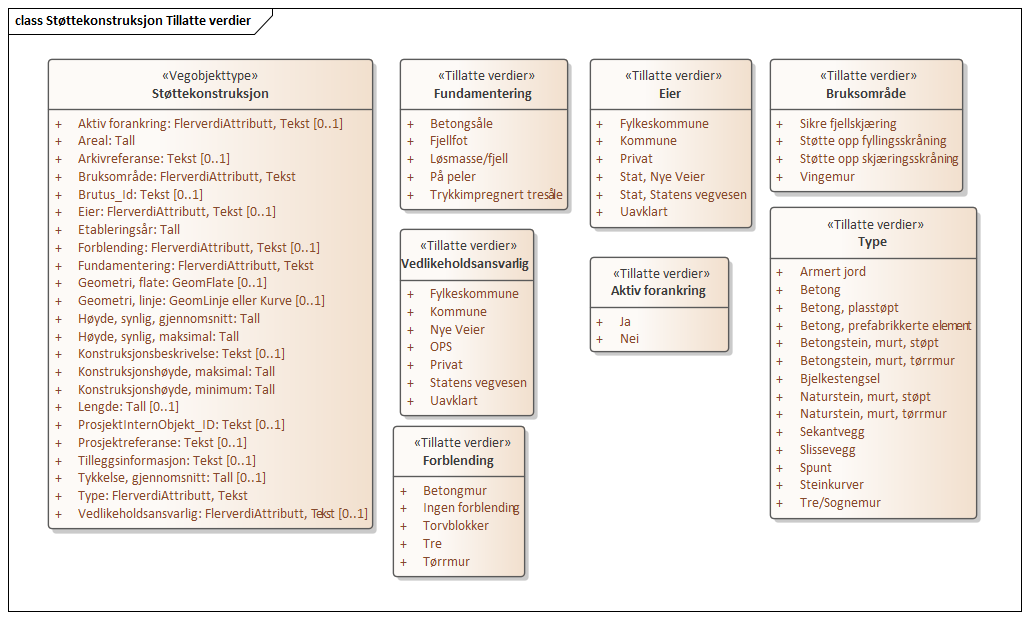 class Støttekonstruksjon Tillatte verdier
«Vegobjekttype»
Støttekonstruksjon
+ Aktiv forankring: FlerverdiAttributt, Tekst [0..1]
+ Areal: Tall
+ Arkivreferanse: Tekst [0..1]
+ Bruksområde: FlerverdiAttributt, Tekst
+ Brutus_Id: Tekst [0..1]
+ Eier: FlerverdiAttributt, Tekst [0..1]
+ Etableringsår: Tall
+ Forblending: FlerverdiAttributt, Tekst [0..1]
+ Fundamentering: FlerverdiAttributt, Tekst
+ Geometri, flate: GeomFlate [0..1]
+ Geometri, linje: GeomLinje eller Kurve [0..1]
+ Høyde, synlig, gjennomsnitt: Tall
+ Høyde, synlig, maksimal: Tall
+ Konstruksjonsbeskrivelse: Tekst [0..1]
+ Konstruksjonshøyde, maksimal: Tall
+ Konstruksjonshøyde, minimum: Tall
+ Lengde: Tall [0..1]
+ ProsjektInternObjekt_ID: Tekst [0..1]
+ Prosjektreferanse: Tekst [0..1]
+ Tilleggsinformasjon: Tekst [0..1]
+ Tykkelse, gjennomsnitt: Tall [0..1]
+ Type: FlerverdiAttributt, Tekst
+ Vedlikeholdsansvarlig: FlerverdiAttributt, Tekst [0..1]
«Tillatte verdier»
Fundamentering
+ Betongsåle
+ Fjellfot
+ Løsmasse/fjell
+ På peler
+ Trykkimpregnert tresåle
«Tillatte verdier»
Vedlikeholdsansvarlig
+ Fylkeskommune
+ Kommune
+ Nye Veier
+ OPS
+ Privat
+ Statens vegvesen
+ Uavklart
«Tillatte verdier»
Forblending
+ Betongmur
+ Ingen forblending
+ Torvblokker
+ Tre
+ Tørrmur
«Tillatte verdier»
Eier
+ Fylkeskommune
+ Kommune
+ Privat
+ Stat, Nye Veier
+ Stat, Statens vegvesen
+ Uavklart
«Tillatte verdier»
Aktiv forankring
+ Ja
+ Nei
«Tillatte verdier»
Bruksområde
+ Sikre fjellskjæring
+ Støtte opp fyllingsskråning
+ Støtte opp skjæringsskråning
+ Vingemur
«Tillatte verdier»
Type
+ Armert jord
+ Betong
+ Betong, plasstøpt
+ Betong, prefabrikkerte element
+ Betongstein, murt, støpt
+ Betongstein, murt, tørrmur
+ Bjelkestengsel
+ Naturstein, murt, støpt
+ Naturstein, murt, tørrmur
+ Sekantvegg
+ Slissevegg
+ Spunt
+ Steinkurver
+ Tre/Sognemur